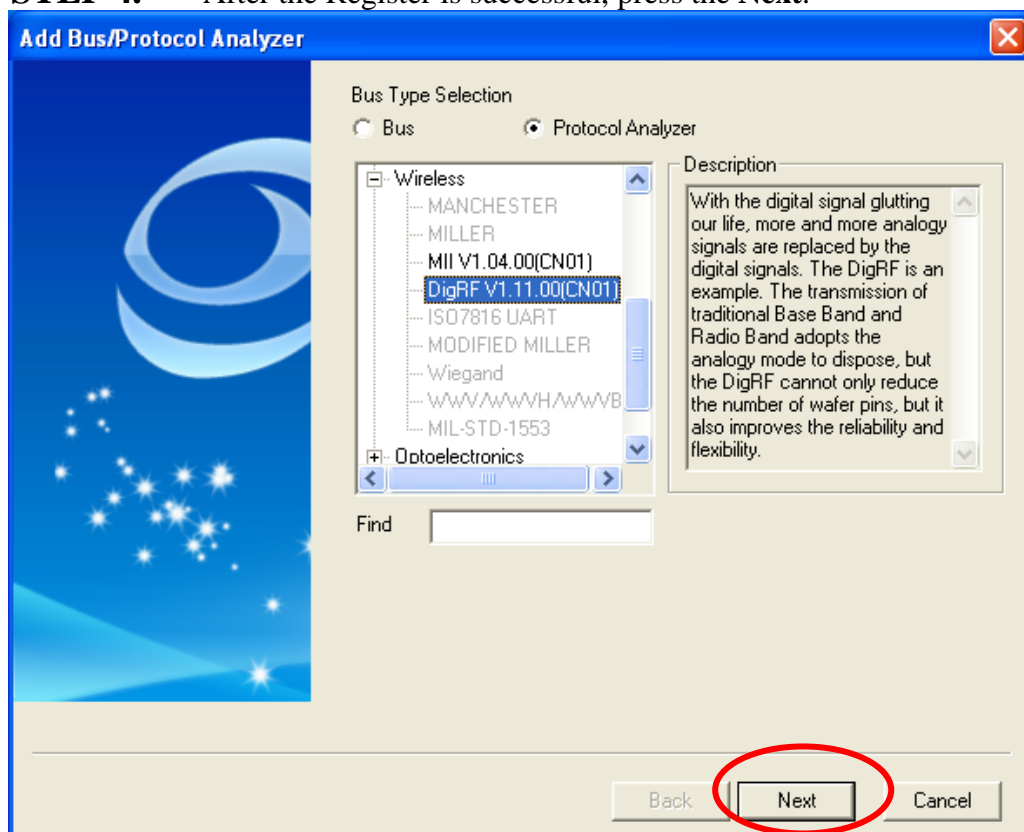 STEP 4. After the Register is successful, press the Next.
Add Bus/Protocol Analyzer
Bus Type Selection
Bus
Protocol Analyzer
Wireless
MANCHESTER
MILLER
MII V1.04.00(CN01)
DigRF V1.11.00(CN01)
ISO7816 UART
MODIFIED MILLER
Wiegand
WWV/WWVH/WWVB
MIL-STD-1553
Optoelectronics
Description
With the digital signal glutting
our life, more and more analogy
signals are replaced by the
digital signals. The DigRF is an
example. The transmission of
traditional Base Band and
Radio Band adopts the
analogy mode to dispose, but
the DigRF cannot only reduce
the number of wafer pins, but it
also improves the reliability and
flexibility.
Find
Back
Next
Cancel